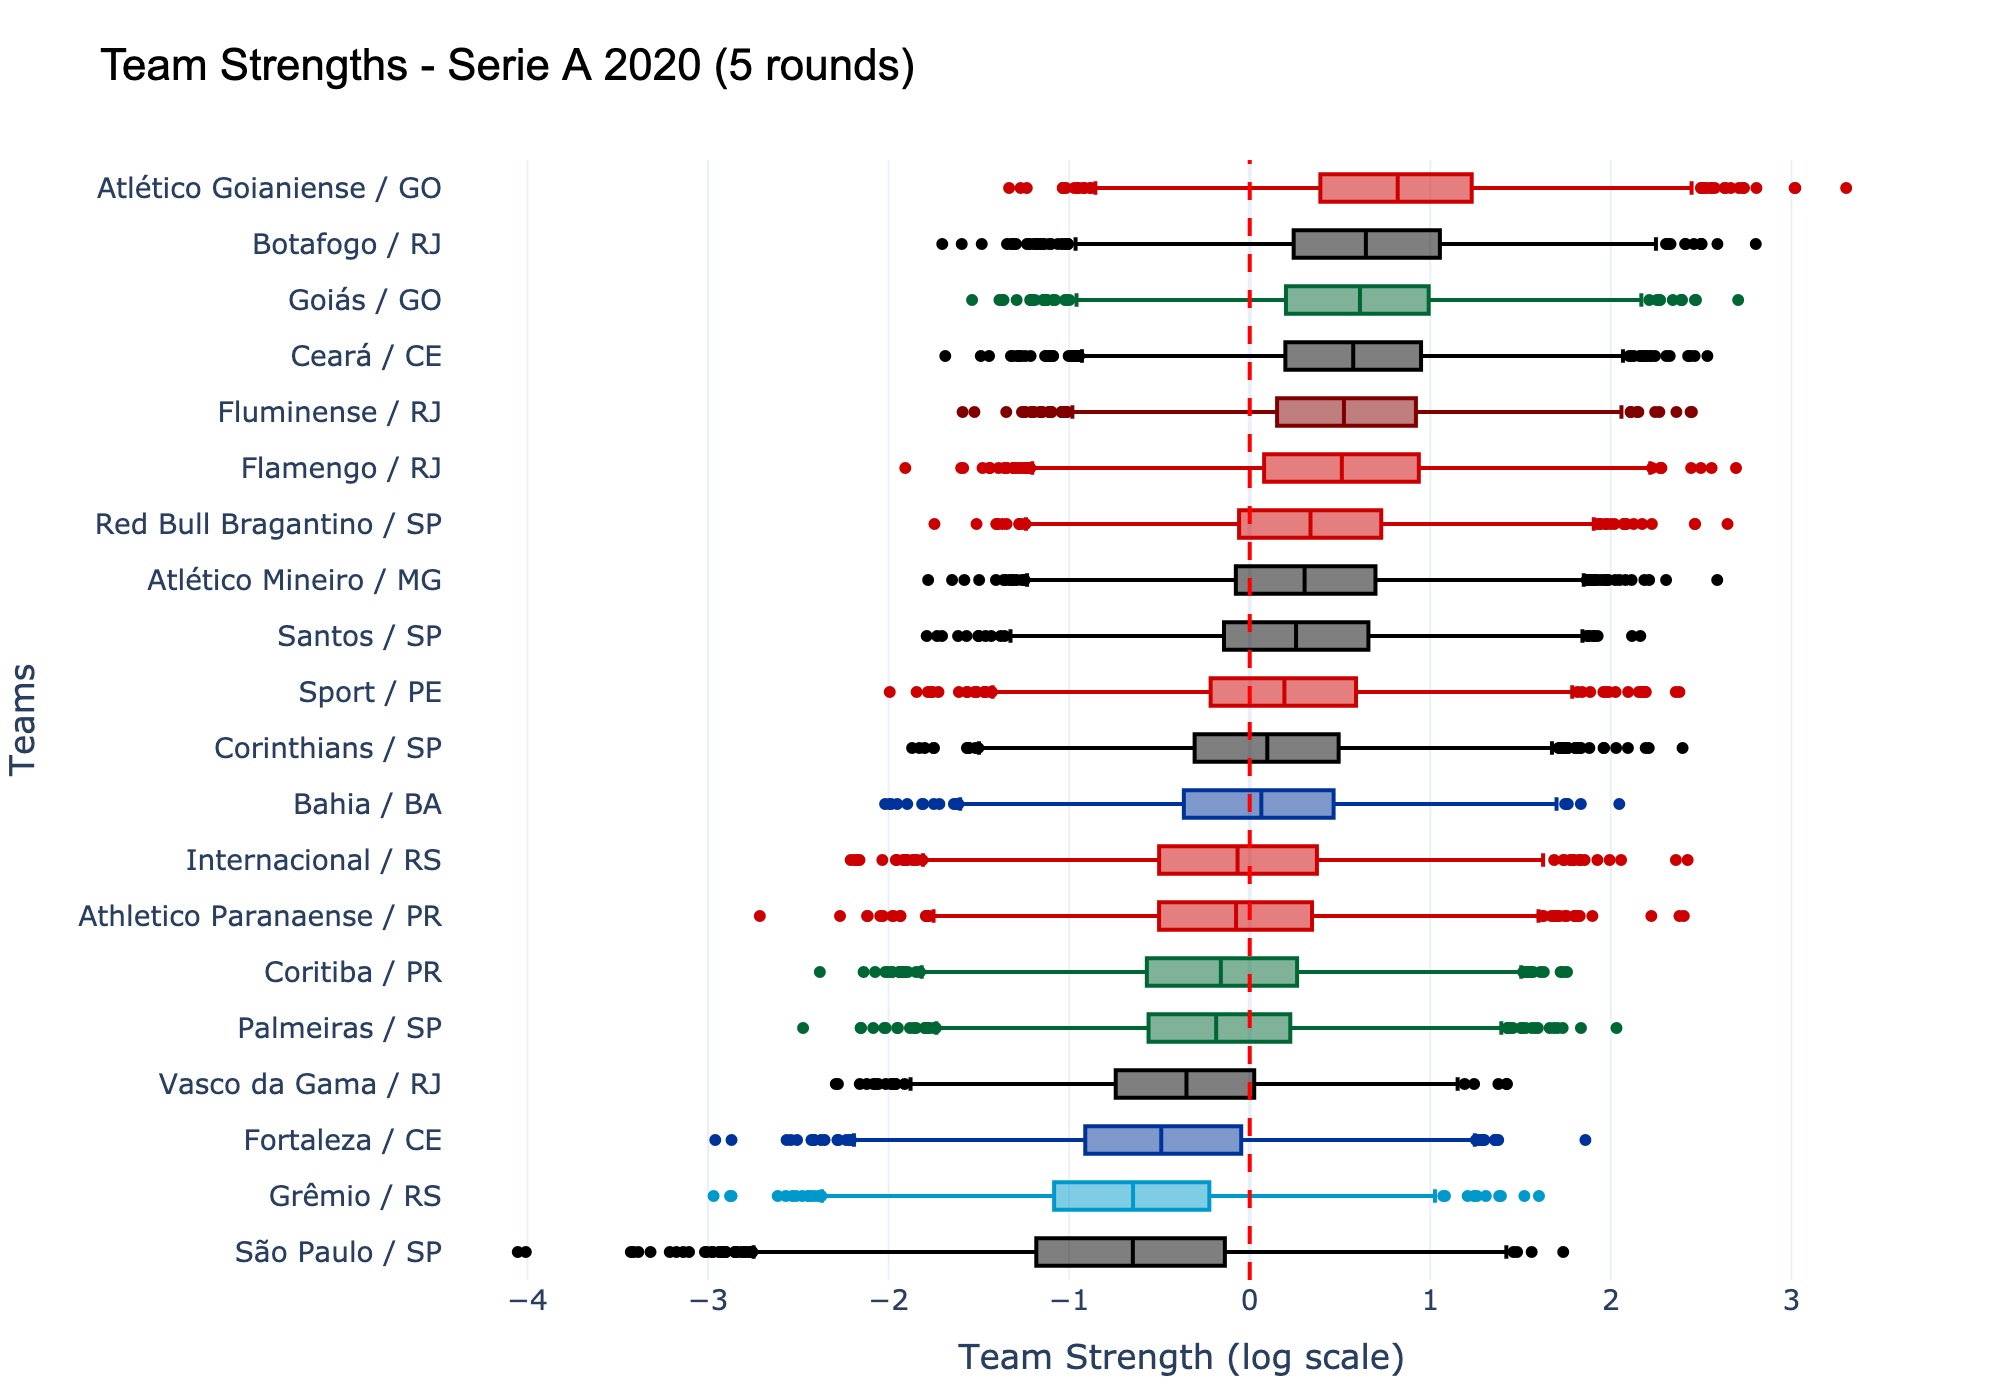 Team Strengths - Serie A 2020 (5 rounds)
Teams
Atlético Goianiense / GO
Botafogo / RJ
Goiás / GO
Ceará / CE
Fluminense / RJ
Flamengo / RJ
Red Bull Bragantino / SP
Atlético Mineiro / MG
Santos / SP
Sport / PE
Corinthians / SP
Bahia / BA
Internacional / RS
Athletico Paranaense / PR
Coritiba / PR
Palmeiras / SP
Vasco da Gama / RJ
Fortaleza / CE
Grêmio / RS
São Paulo / SP
−4 −3 −2 −1 0 1 2 3
Team Strength (log scale)